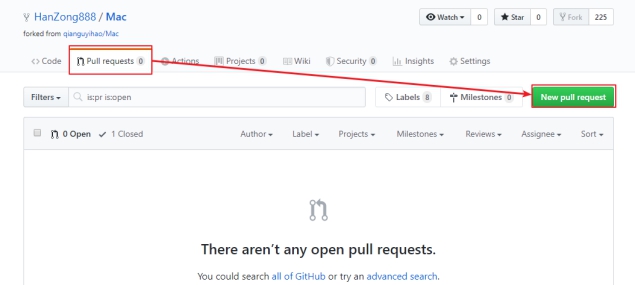 HanZong888 / Mac
Watch 0 Star 0 Fork 225
forked from qianguyihao/Mac
<> Code Pull requests 0 Actions Projects 0 Wiki Security 0 Insights Settings
Filters is:pr is:open Labels 8 Milestones 0 New pull request
0 Open 1 Closed Author Label Projects Milestones Reviews Assignee Sort
There aren't any open pull requests.
You could search all of GitHub or try an advanced search.